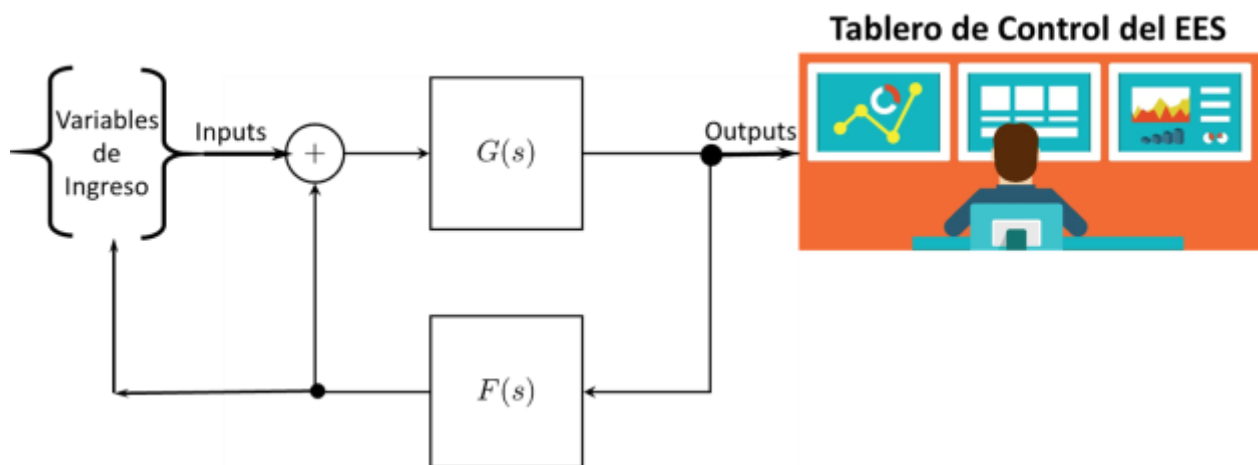 Tablero de Control del EES
Variables
de
Ingreso
Inputs
+
G(s)
Outputs
F(s)